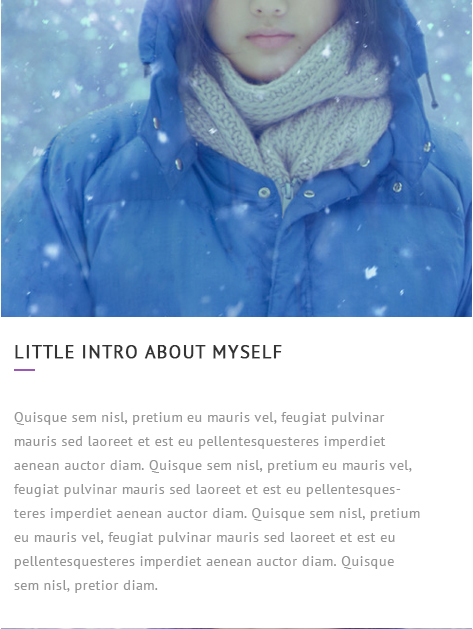 LITTLE INTRO ABOUT MYSELF
Quisque sem nisl, pretium eu mauris vel, feugiat pulvinar
mauris sed laoreet et est eu pellentesquesteres imperdiet
aenean auctor diam. Quisque sem nisl, pretium eu mauris vel,
feugiat pulvinar mauris sed laoreet et est eu pellentesques-
teres imperdiet aenean auctor diam. Quisque sem nisl, pretium
eu mauris vel, feugiat pulvinar mauris sed laoreet et est eu
pellentesquesteres imperdiet aenean auctor diam. Quisque
sem nisl, pretior diam.